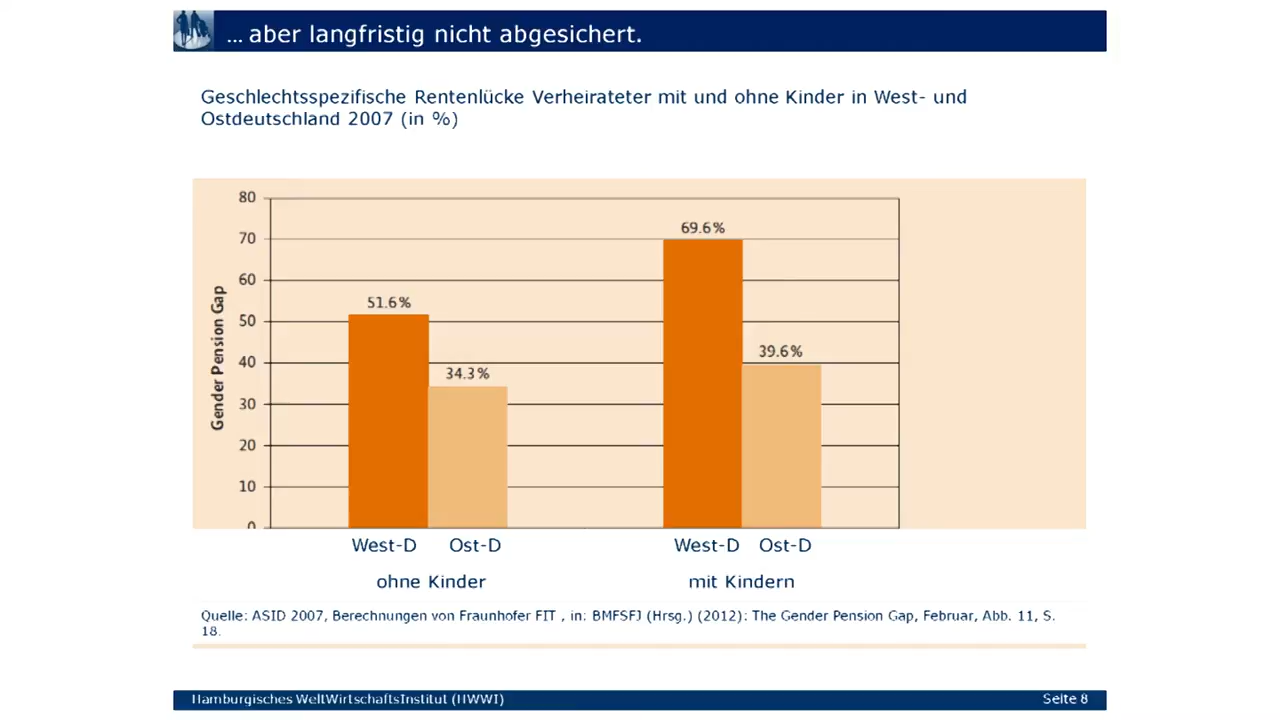 ... aber langfristig nicht abgesichert.
Geschlechtsspezifische Rentenlücke Verheirateter mit und ohne Kinder in West- und
Ostdeutschland 2007 (in %)
Gender Pension Gap
80
70
60
50
40
30
20
10
0
51.6%
34.3%
69.6%
39.6%
West-D Ost-D West-D Ost-D
ohne Kinder mit Kindern
Quelle: ASID 2007, Berechnungen von Fraunhofer FIT , in: BMFSFJ (Hrsg.) (2012): The Gender Pension Gap, Februar, Abb. 11, S.
18.
Hamburgisches WeltWirtschaftsInstitut (HWWI) Seite 8